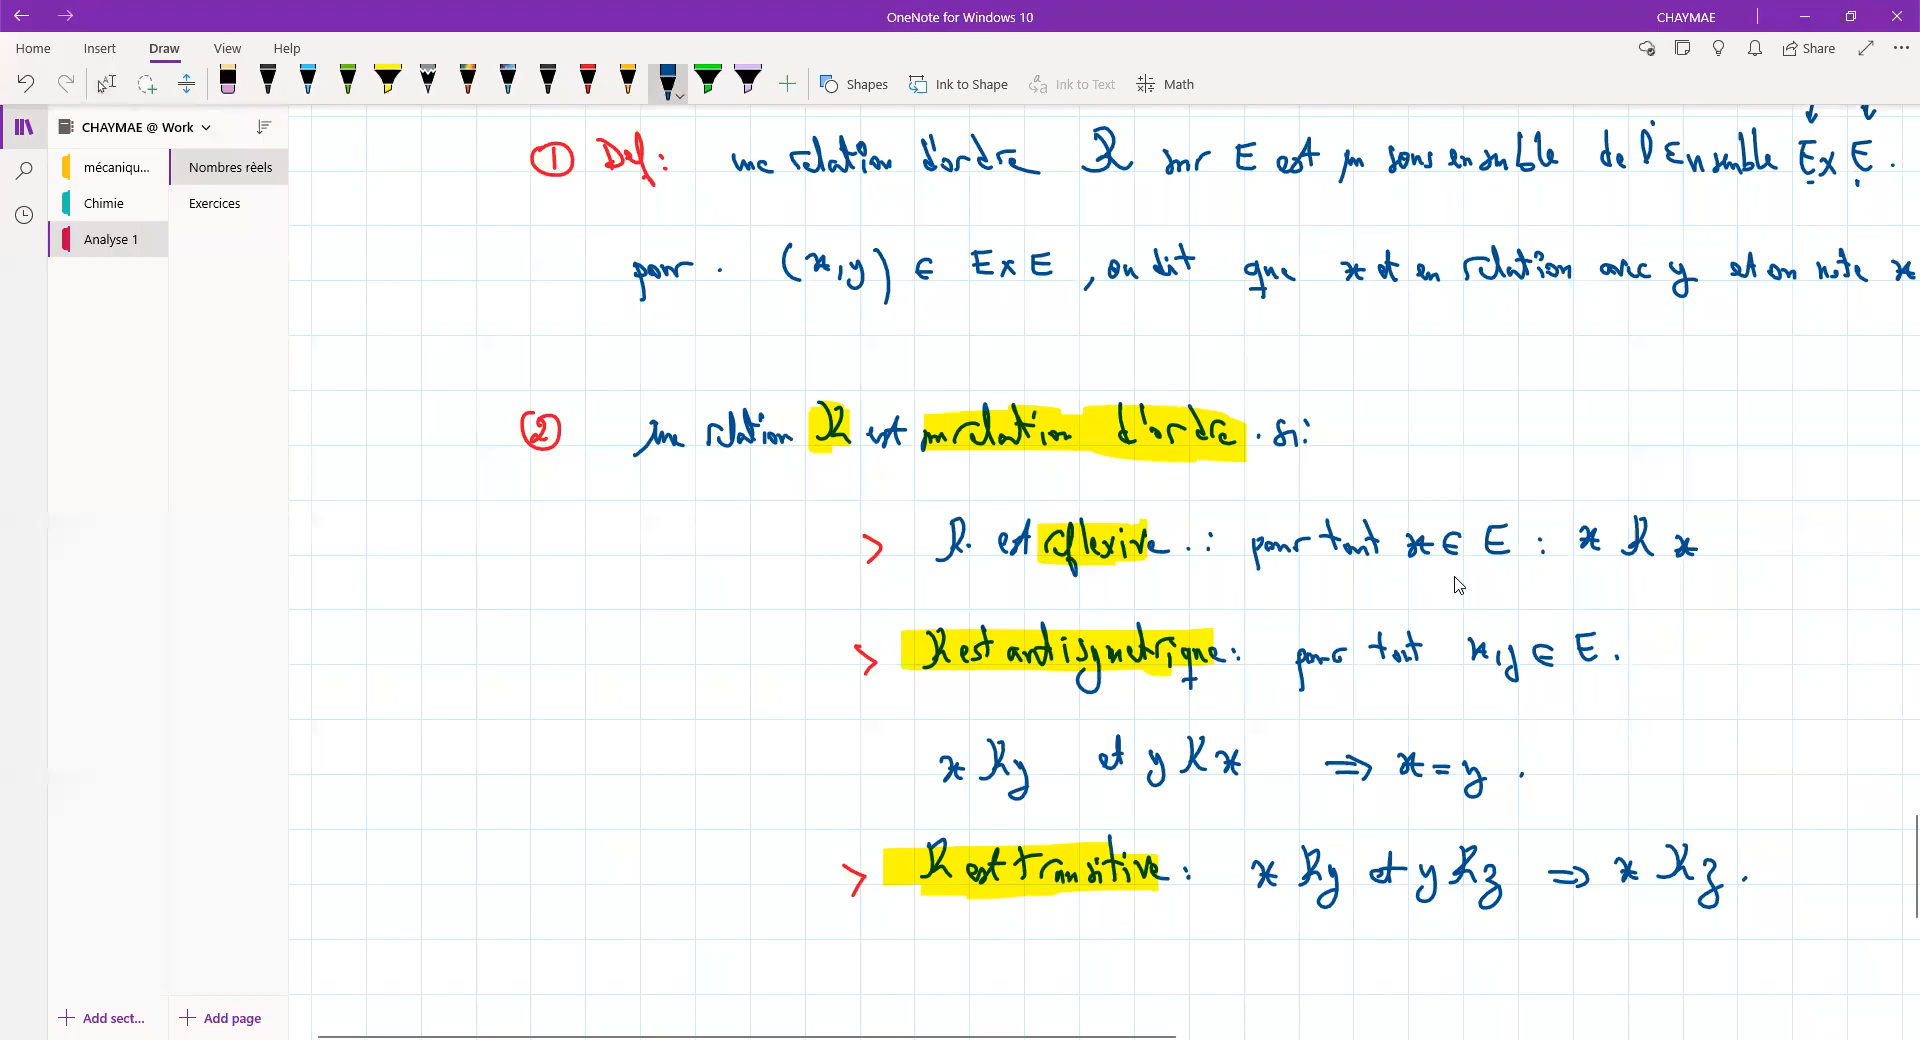 OneNote for Windows 10
CHAYMAE
Home Insert Draw View Help
Share
Shapes Ink to Shape Ink to Text Math
CHAYMAE @ Work
mécaniqu...
Chimie
Analyse 1
Nombres rèels
Exercices
① Def: une relation d'ordre R sur E est un sous ensemble de l'Ensemble E x E.
pour . (x,y) ∈ E x E, on dit que x et en relation avec y et on note x
② une relation R est un relation d'ordre . si:
> R. est réflexive . : pour tout x ∈ E : x R x
> R est antisymetrique: pour tout x,y ∈ E.
x R y et y R x ⇒ x = y .
> R est transitive: x R y et y R z ⇒ x R z .
+ Add sect...
+ Add page